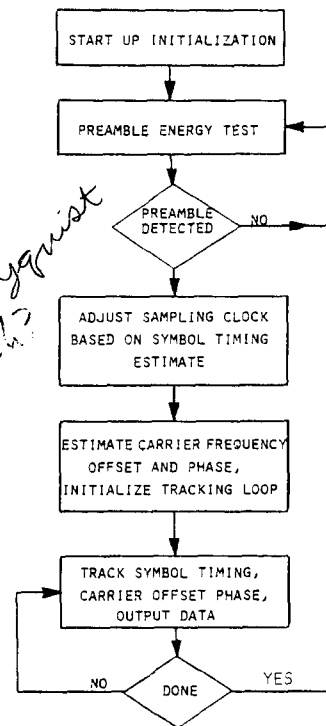 START UP INITIALIZATION
PREAMBLE ENERGY TEST
PREAMBLE
DETECTED
NO
ADJUST SAMPLING CLOCK
BASED ON SYMBOL TIMING
ESTIMATE
ESTIMATE CARRIER FREQUENCY
OFFSET AND PHASE,
INITIALIZE TRACKING LOOP
TRACK SYMBOL TIMING,
CARRIER OFFSET PHASE,
OUTPUT DATA
NO
DONE
YES